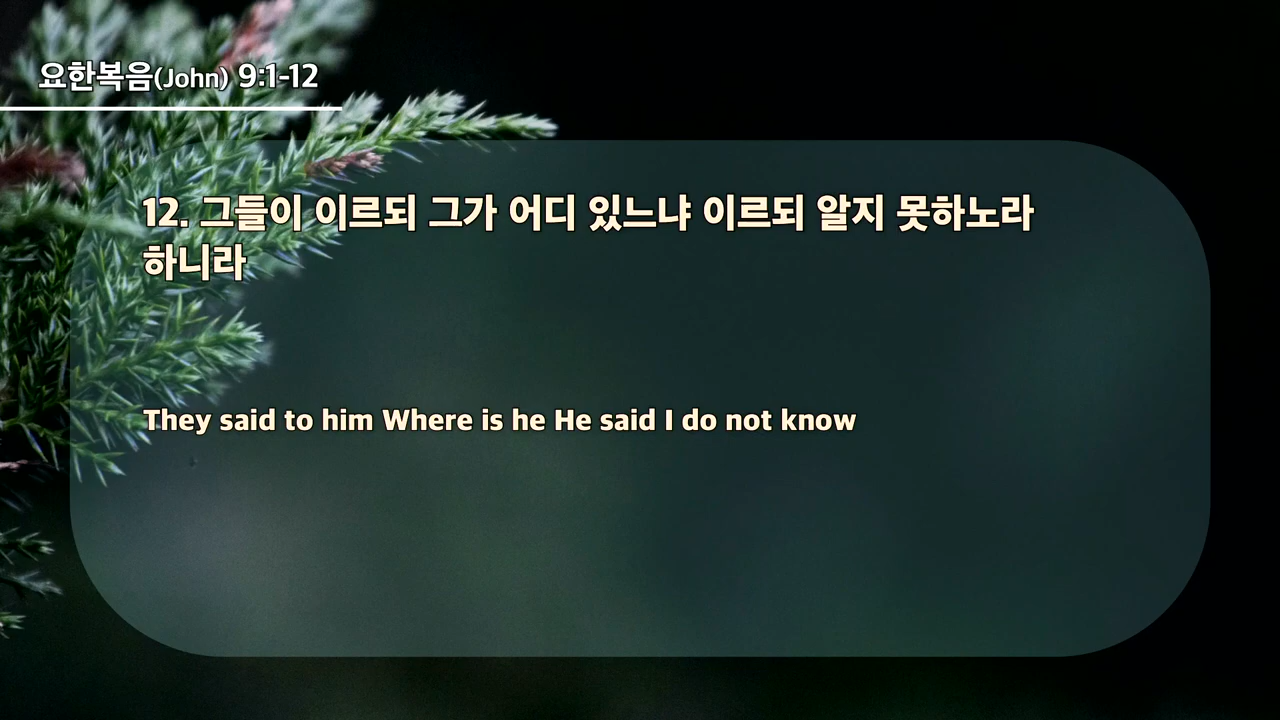 요한복음(John) 9:1-12
12. 그들이 이르되 그가 어디 있느냐 이르되 알지 못하노라
하니라
They said to him Where is he He said I do not know